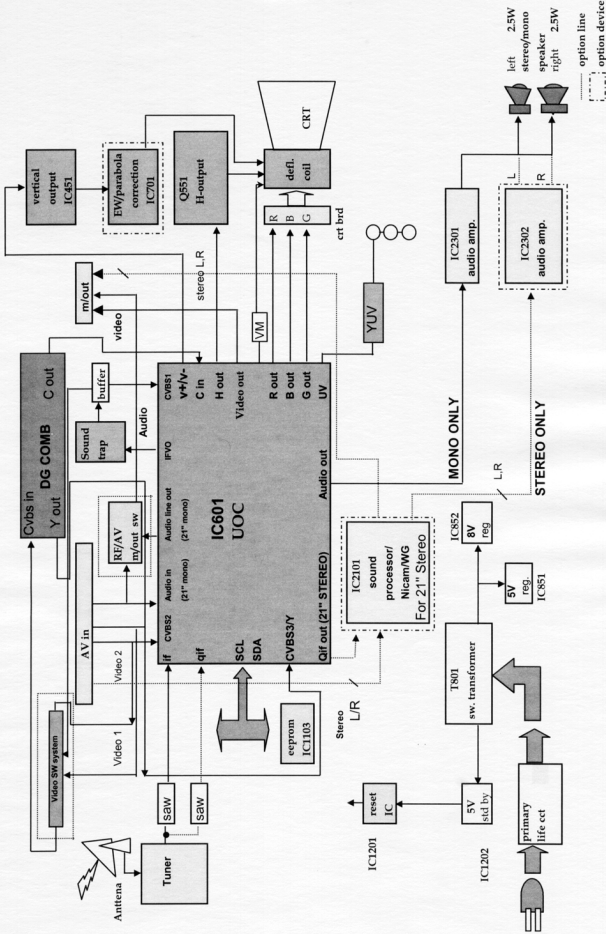 vertical
output
IC451
EW/parabola
correction
IC701
Q551
H-output
CRT
defl.
coil
R
B
G
crt brd
m/out
video
stereo L,R
VM
YUV
left 2.5W
stereo/mono
speaker
right 2.5W
option line
option device
L
R
IC2301
audio amp.
IC2302
audio amp.
Cvbs in
DG COMB
Y out
C out
Sound
trap
buffer
Audio
RF/AV
m/out sw
AV in
Video SW system
Video 1
Video 2
CVBS1
V+/V-
C in
H out
Video out
R out
B out
G out
UV
Audio out
IFVO
Audio line out
(21" mono)
Audio in
(21" mono)
CVBS2
IC601
UOC
if
qif
SCL
SDA
CVBS3/Y
Qif out (21" STEREO)
MONO ONLY
STEREO ONLY
L,R
IC2101
sound
processor/
Nicam/WG
For 21" Stereo
Stereo
L/R
eeprom
IC1103
saw
saw
Tuner
Anttena
IC852
8V
reg
5V
reg.
IC851
T801
sw. transformer
reset
IC
IC1201
5V
std by
IC1202
primary
life cct